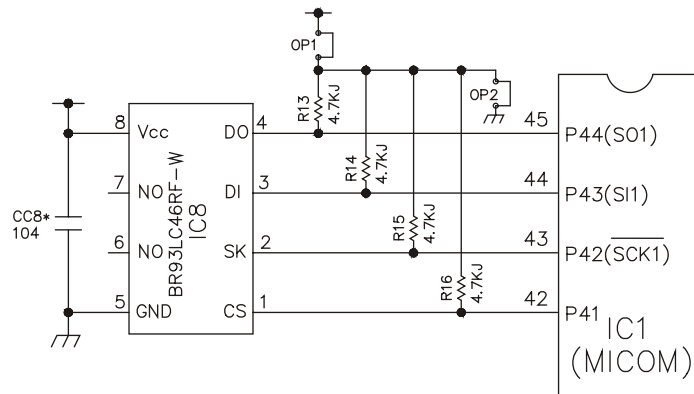 OP1
OP2
R13
4.7KJ
R14
4.7KJ
R15
4.7KJ
R16
4.7KJ
CC8*
104
8
Vcc
7
NO
6
NO
5
GND
BR93LC46RF-W
IC8
DO
4
DI
3
SK
2
CS
1
45
P44(SO1)
44
P43(SI1)
43
P42(S̅C̅K̅1̅)
42
P41
IC1
(MICOM)